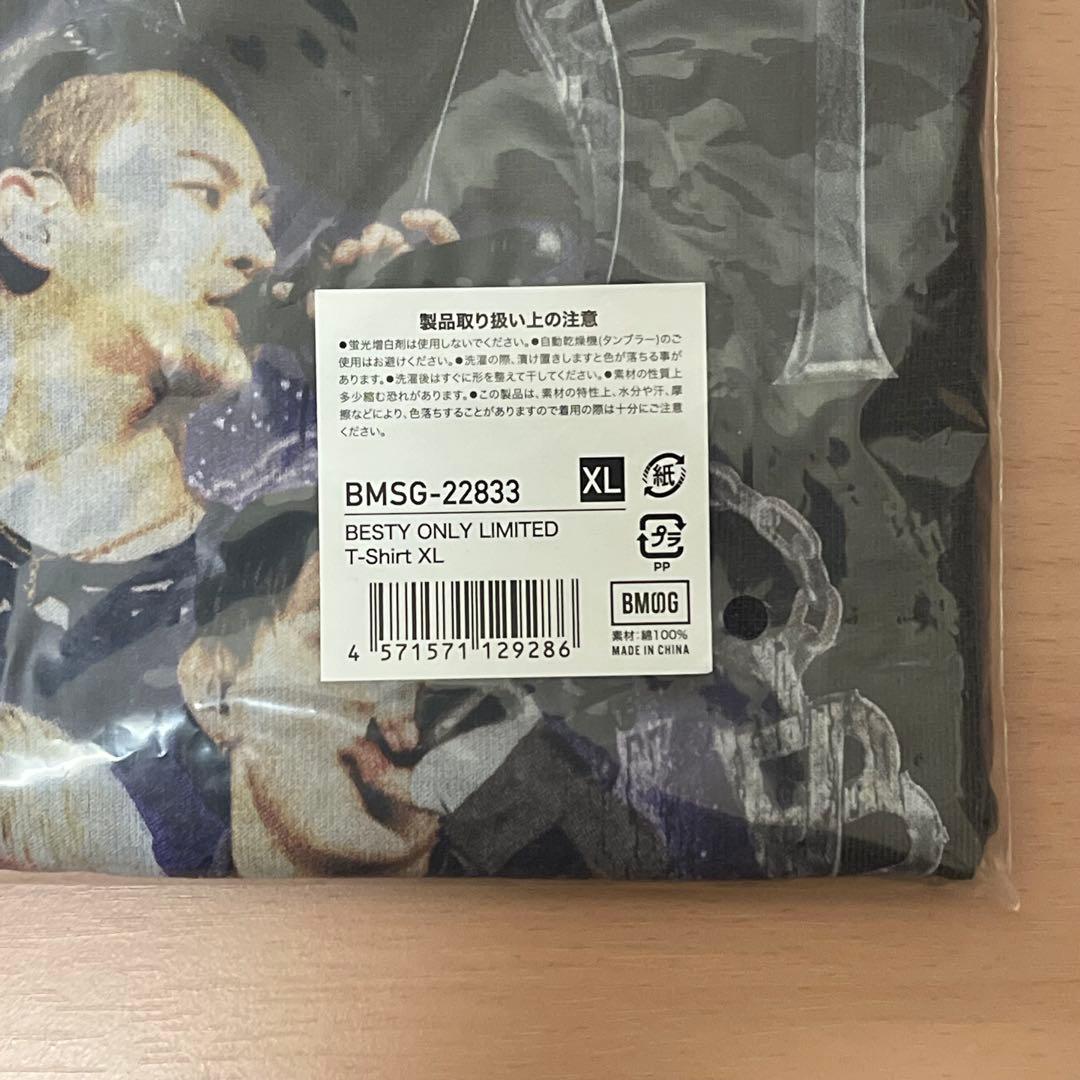 製品取り扱い上の注意
●蛍光増白剤は使用しないでください。●自動乾燥機(タンブラー)のご
使用はお避けください。●洗濯の際、漬け置きしますと色が落ちる事が
あります。●洗濯後はすぐに形を整えて干してください。●素材の性質上
多少縮む恐れがあります。●この製品は、素材の特性上、水分や汗、摩
擦などにより、色落ちすることがありますので着用の際は十分にご注意
ください。
BMSG-22833
XL
紙
BESTY ONLY LIMITED
T-Shirt XL
プラ
PP
BMSG
素材:綿100%
MADE IN CHINA
4 571571 129286